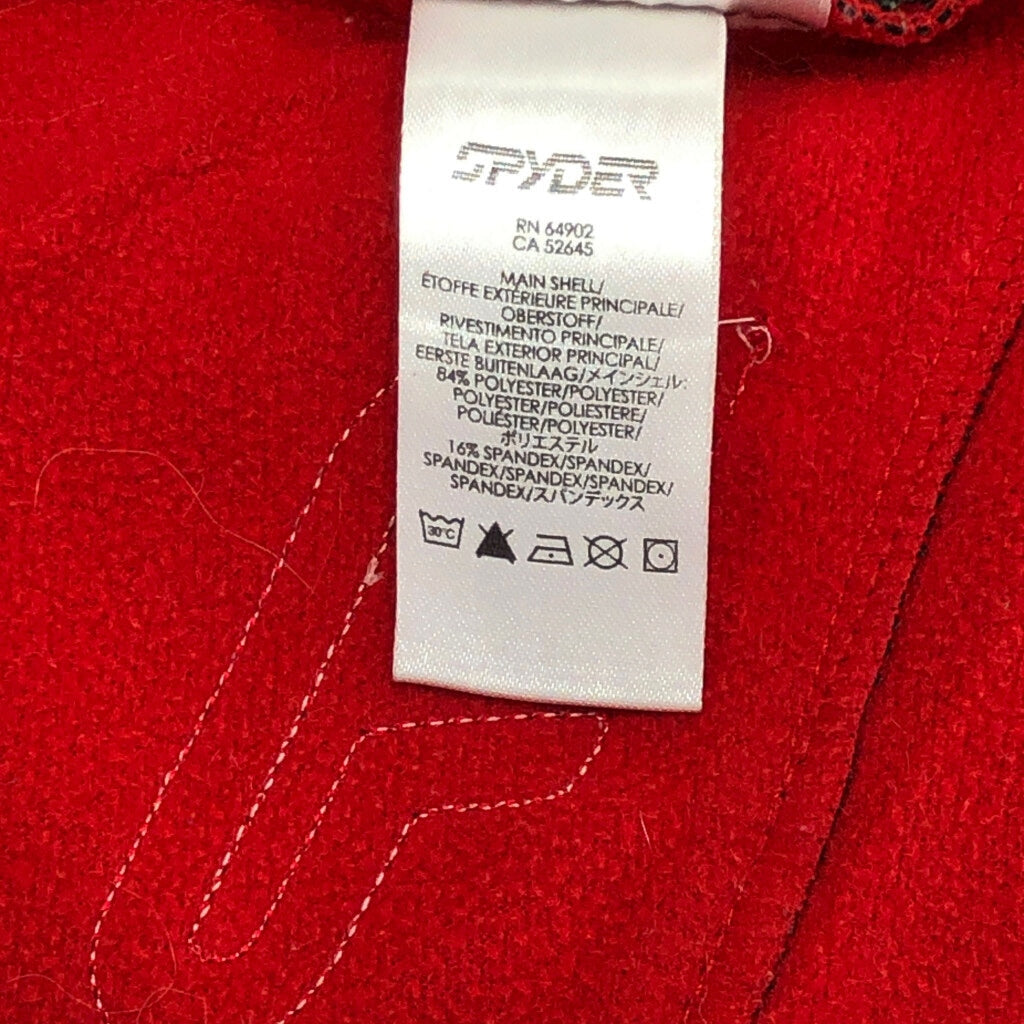 SPYDER
RN 64902
CA 52645
MAIN SHELL/
ÉTOFFE EXTÉRIEURE PRINCIPALE/
OBERSTOFF/
RIVESTIMENTO PRINCIPALE/
TELA EXTERIOR PRINCIPAL/
EERSTE BUITENLAAG/メインシェル:
84% POLYESTER/POLYESTER/
POLYESTER/POLIESTERE/
POLIÉSTER/POLYESTER/
ポリエステル
16% SPANDEX/SPANDEX/
SPANDEX/SPANDEX/SPANDEX/
SPANDEX/スパンデックス
30°C